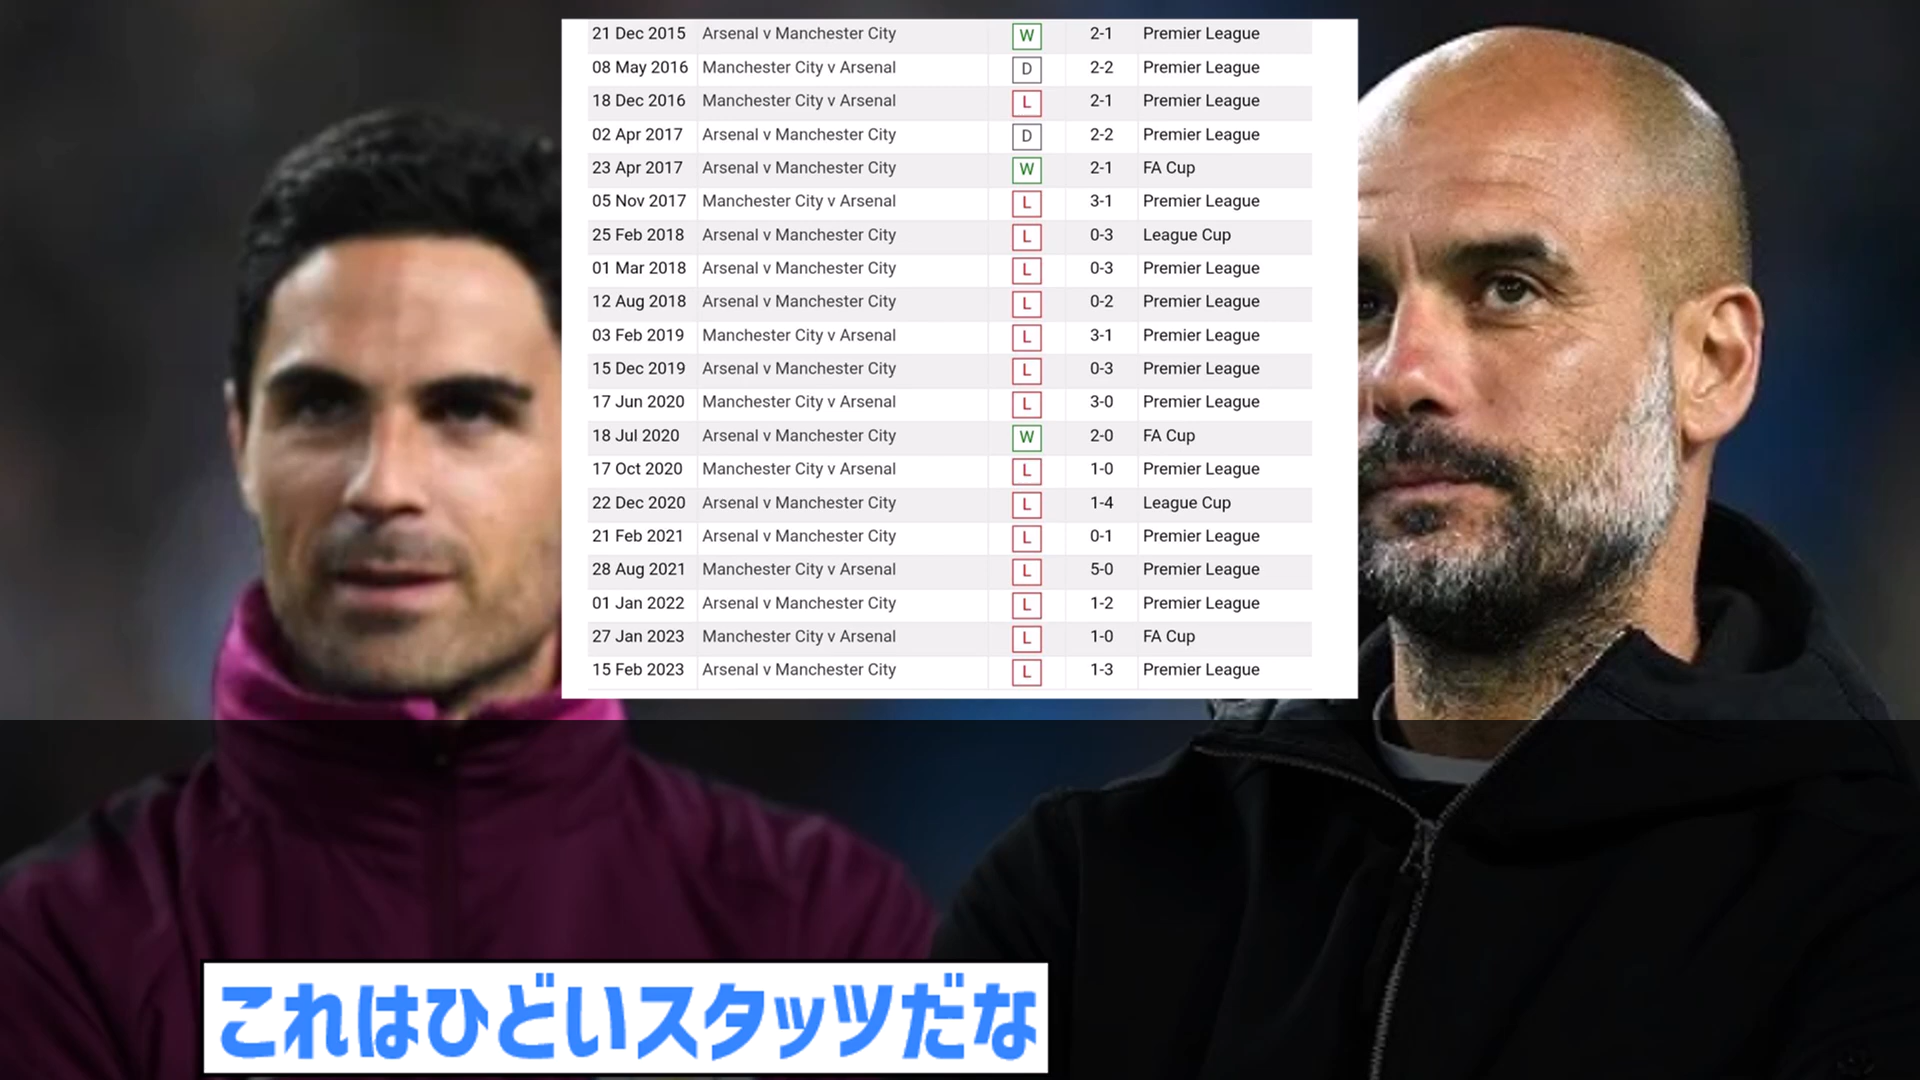 21 Dec 2015 Arsenal v Manchester City W 2-1 Premier League
08 May 2016 Manchester City v Arsenal D 2-2 Premier League
18 Dec 2016 Manchester City v Arsenal L 2-1 Premier League
02 Apr 2017 Arsenal v Manchester City D 2-2 Premier League
23 Apr 2017 Arsenal v Manchester City W 2-1 FA Cup
05 Nov 2017 Manchester City v Arsenal L 3-1 Premier League
25 Feb 2018 Arsenal v Manchester City L 0-3 League Cup
01 Mar 2018 Arsenal v Manchester City L 0-3 Premier League
12 Aug 2018 Arsenal v Manchester City L 0-2 Premier League
03 Feb 2019 Manchester City v Arsenal L 3-1 Premier League
15 Dec 2019 Arsenal v Manchester City L 0-3 Premier League
17 Jun 2020 Manchester City v Arsenal L 3-0 Premier League
18 Jul 2020 Arsenal v Manchester City W 2-0 FA Cup
17 Oct 2020 Manchester City v Arsenal L 1-0 Premier League
22 Dec 2020 Arsenal v Manchester City L 1-4 League Cup
21 Feb 2021 Arsenal v Manchester City L 0-1 Premier League
28 Aug 2021 Manchester City v Arsenal L 5-0 Premier League
01 Jan 2022 Arsenal v Manchester City L 1-2 Premier League
27 Jan 2023 Manchester City v Arsenal L 1-0 FA Cup
15 Feb 2023 Arsenal v Manchester City L 1-3 Premier League
これはひどいスタッツだな